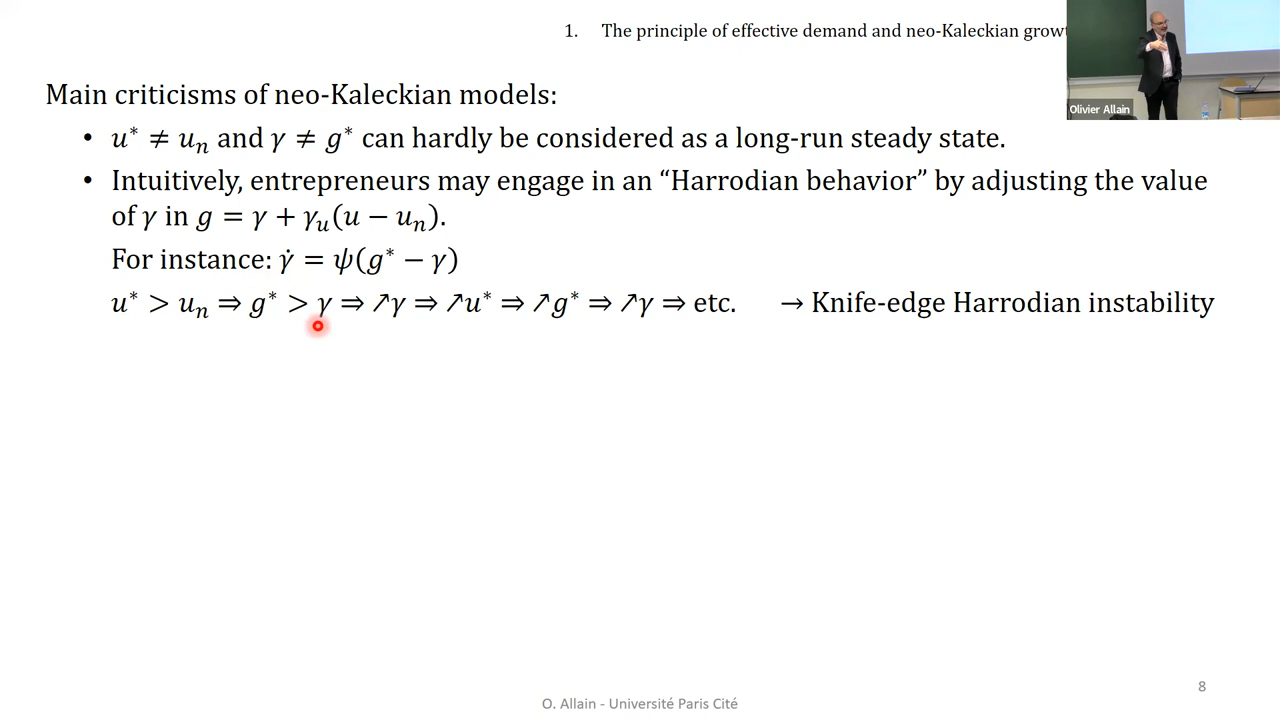 1. The principle of effective demand and neo-Kaleckian growt
Olivier Allain
Main criticisms of neo-Kaleckian models:
• u* ≠ uₙ and γ ≠ g* can hardly be considered as a long-run steady state.
• Intuitively, entrepreneurs may engage in an “Harrodian behavior” by adjusting the value
of γ in g = γ + γᵤ(u − uₙ).
For instance: γ̇ = ψ(g* − γ)
u* > uₙ ⇒ g* > γ ⇒ ↗γ ⇒ ↗u* ⇒ ↗g* ⇒ ↗γ ⇒ etc. → Knife-edge Harrodian instability
8
O. Allain - Université Paris Cité